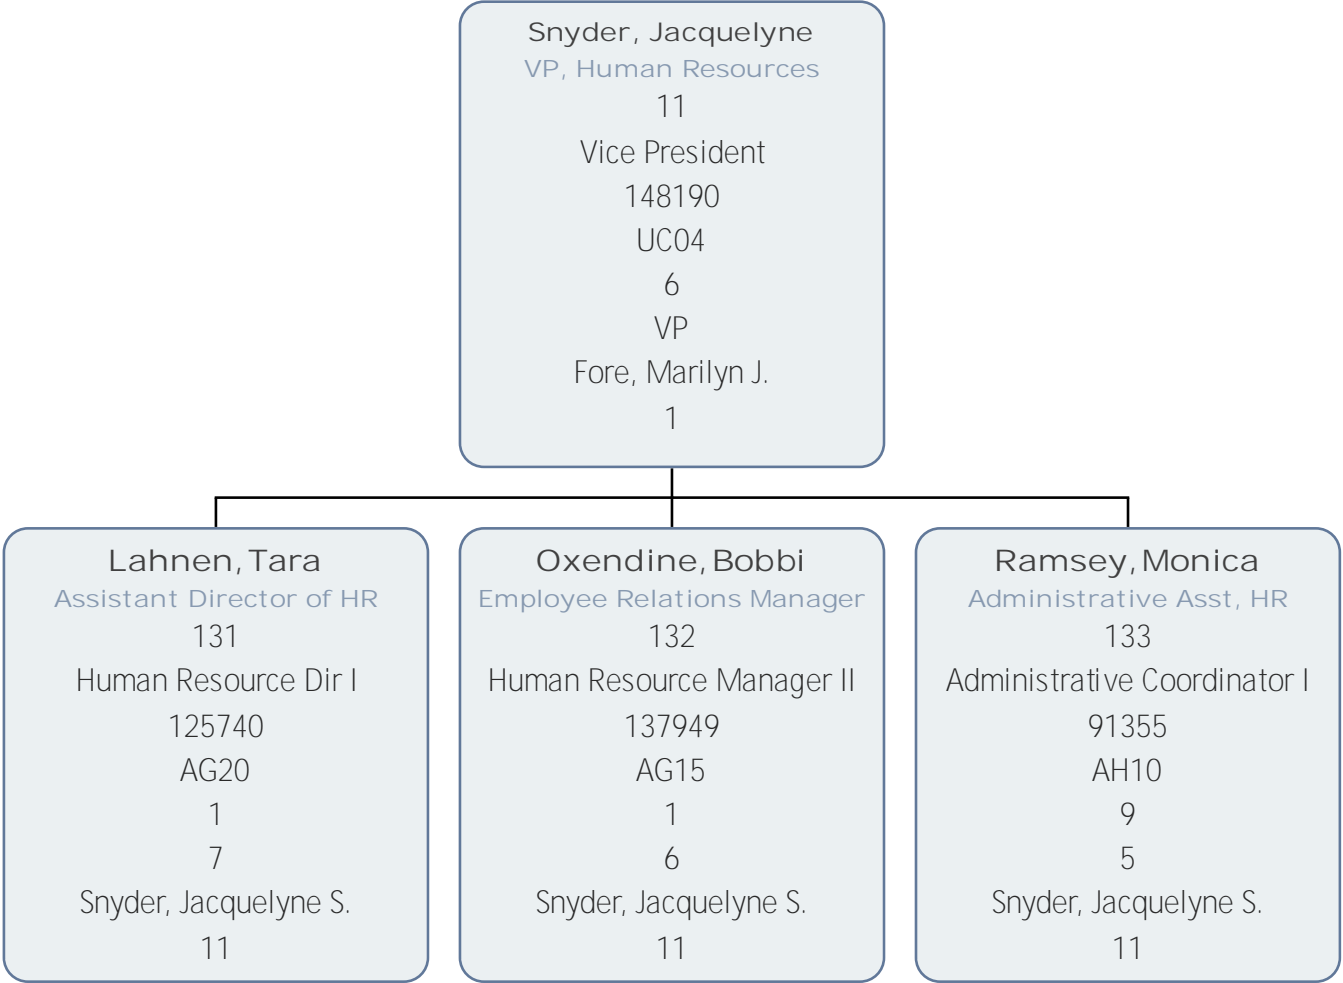 Snyder, Jacquelyne
VP, Human Resources
11
Vice President
148190
UC04
6
VP
Fore, Marilyn J.
1
Lahnen, Tara
Assistant Director of HR
131
Human Resource Dir I
125740
AG20
1
7
Snyder, Jacquelyne S.
11
Oxendine, Bobbi
Employee Relations Manager
132
Human Resource Manager II
137949
AG15
1
6
Snyder, Jacquelyne S.
11
Ramsey, Monica
Administrative Asst, HR
133
Administrative Coordinator I
91355
AH10
9
5
Snyder, Jacquelyne S.
11